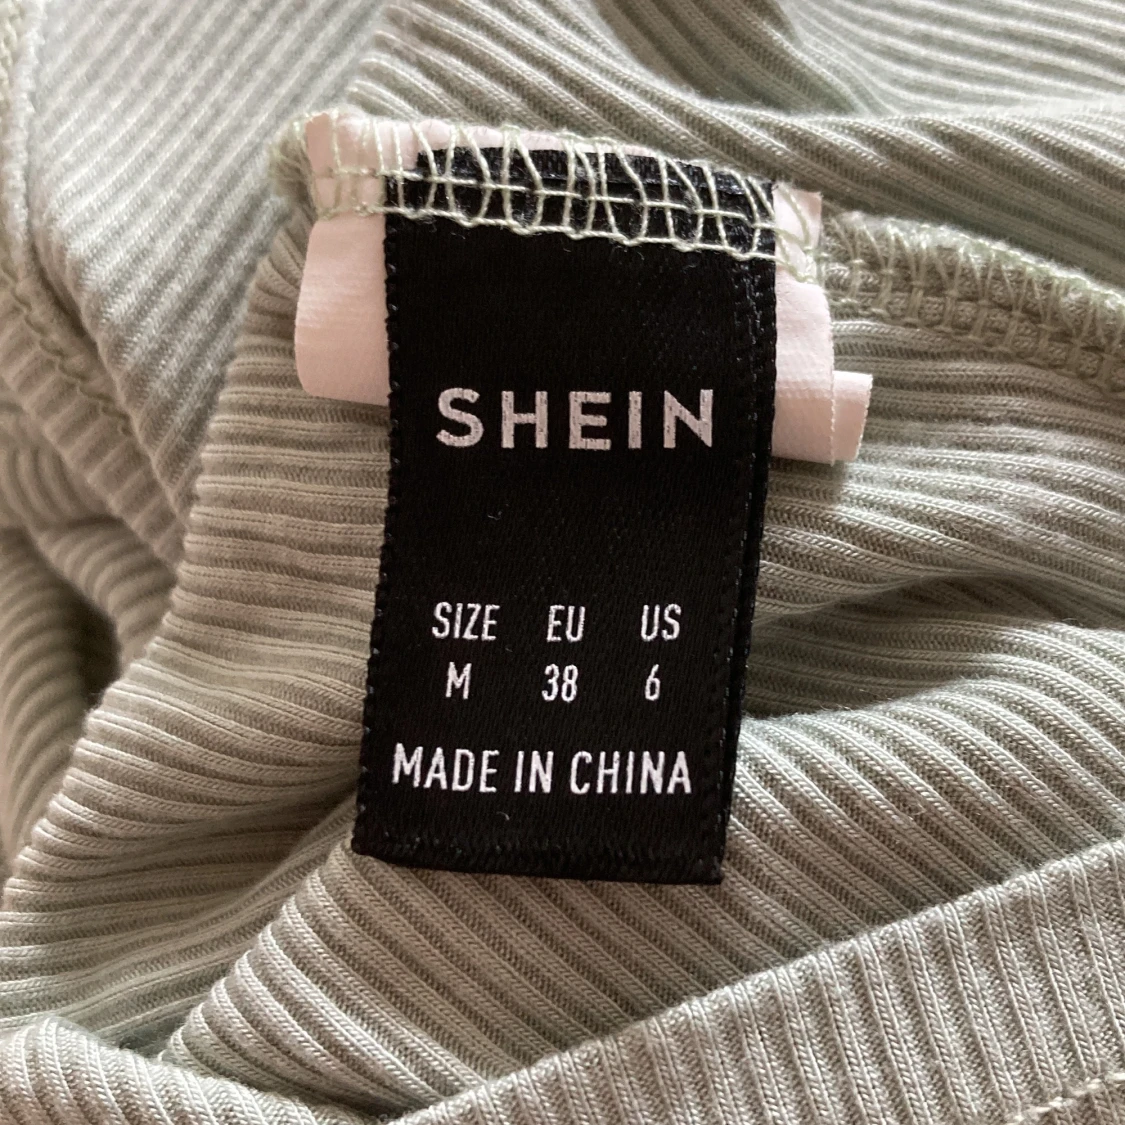 SHEIN
SIZE EU US
M 38 6
MADE IN CHINA